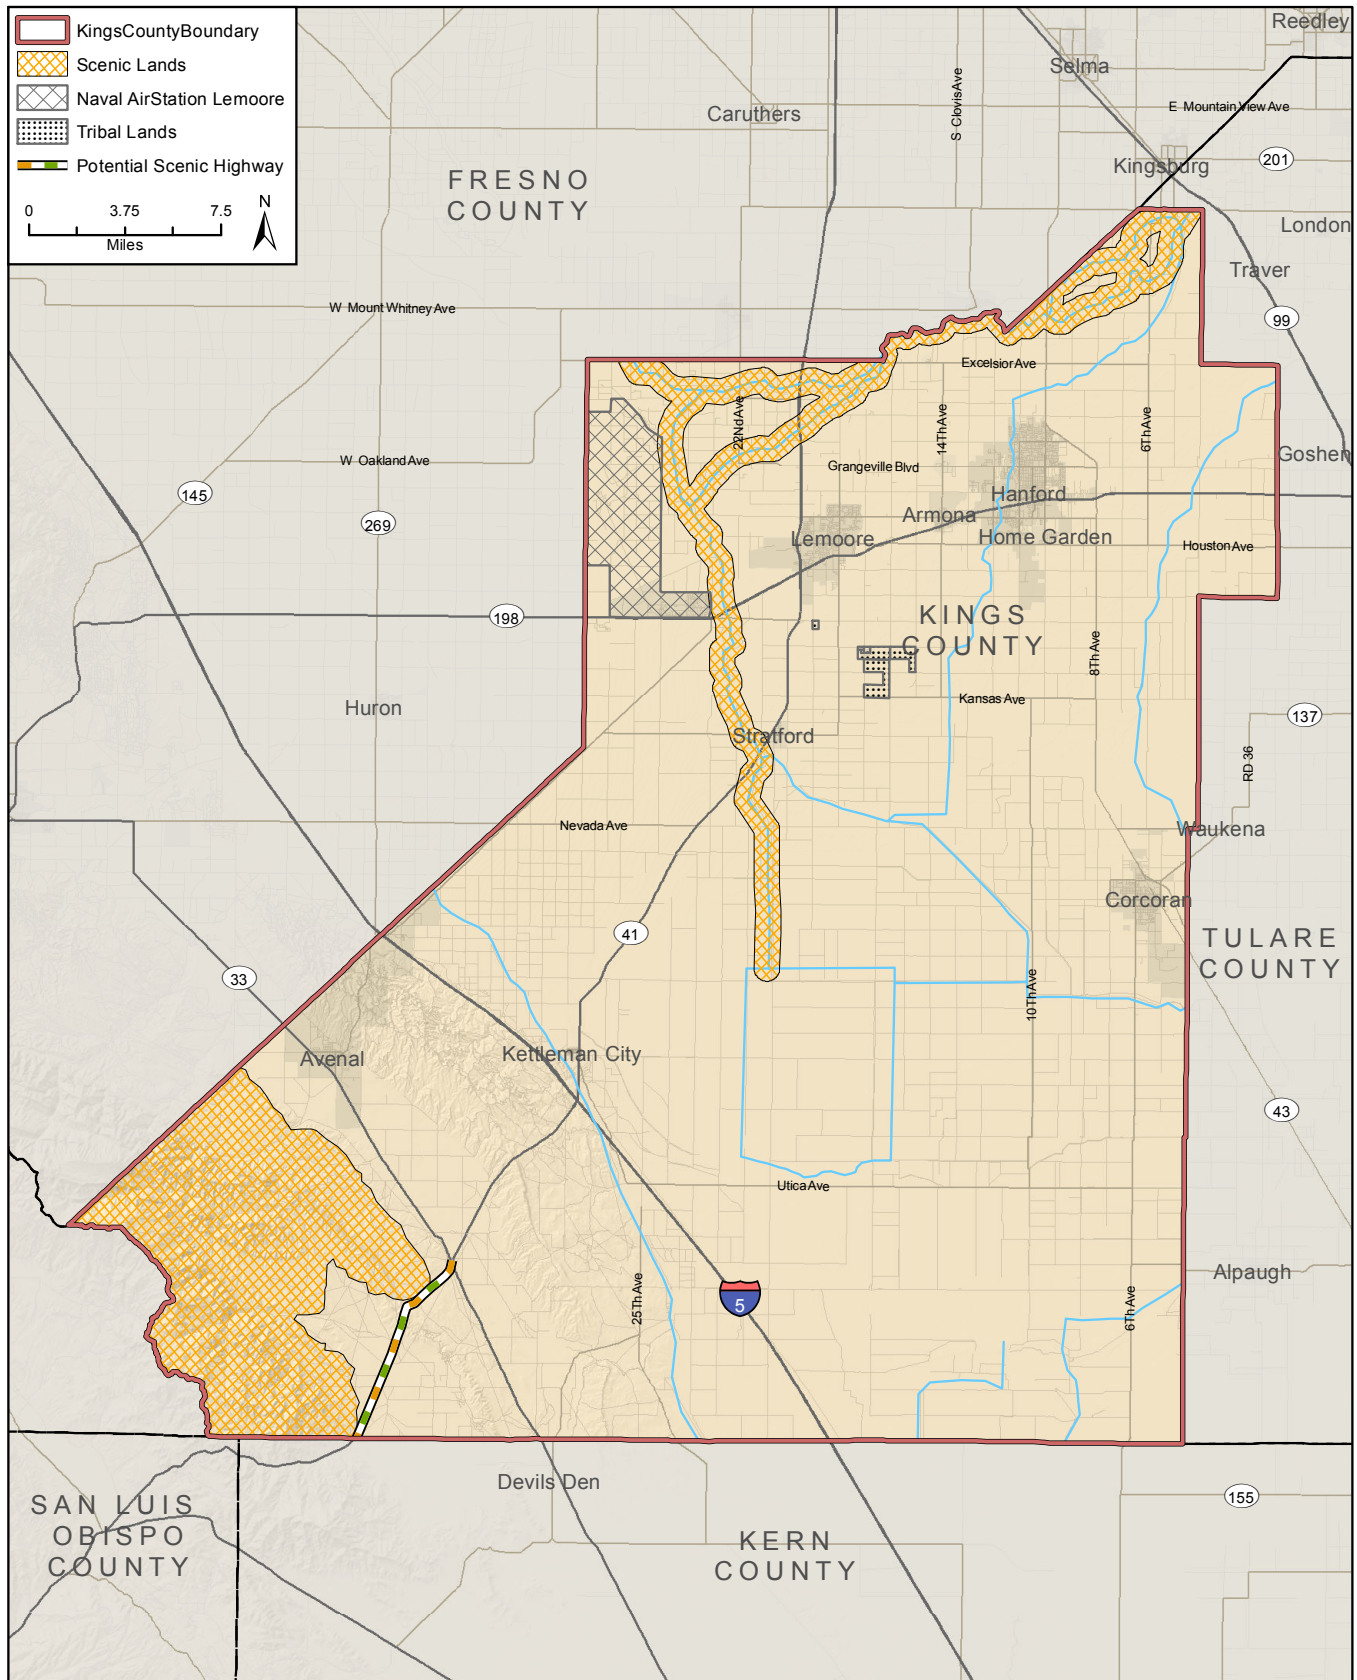 KingsCountyBoundary
Scenic Lands
Naval AirStation Lemoore
Tribal Lands
Potential Scenic Highway
0 3.75 7.5
Miles
N
Reedley
Selma
S ClovisAve
E Mountain View Ave
Caruthers
Kingsburg
201
FRESNO
COUNTY
London
Traver
W Mount Whitney Ave
99
Excelsior Ave
22Nd Ave
14Th Ave
6Th Ave
W Oakland Ave
Grangeville Blvd
Goshen
145
269
Hanford
Armona
Lemoore
Home Garden
Houston Ave
198
KINGS
COUNTY
8Th Ave
Kansas Ave
Huron
137
Stratford
RD 36
Nevada Ave
Waukena
Corcoran
41
TULARE
COUNTY
33
10Th Ave
Avenal
Kettleman City
43
Utica Ave
Alpaugh
25Th Ave
5
6Th Ave
Devils Den
155
SAN LUIS
OBISPO
COUNTY
KERN
COUNTY